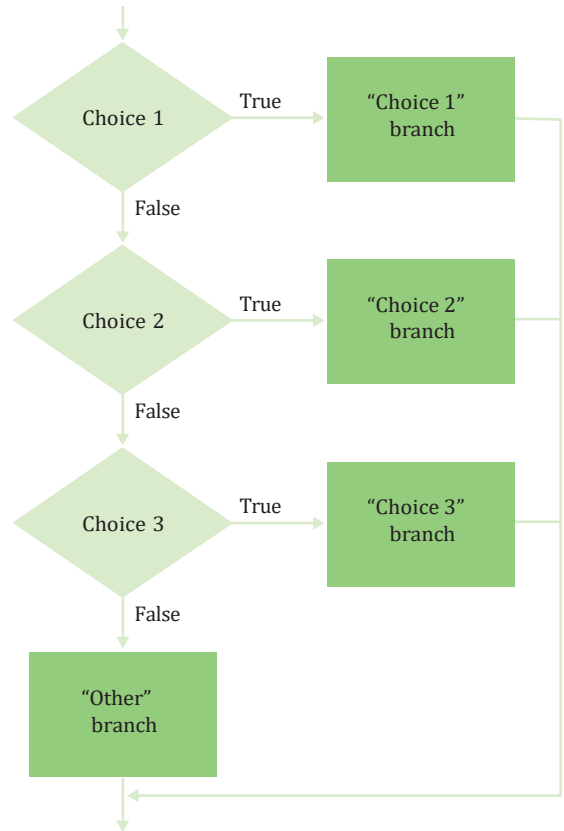 Choice 1
True
“Choice 1”
branch
False
Choice 2
True
“Choice 2”
branch
False
Choice 3
True
“Choice 3”
branch
False
“Other”
branch